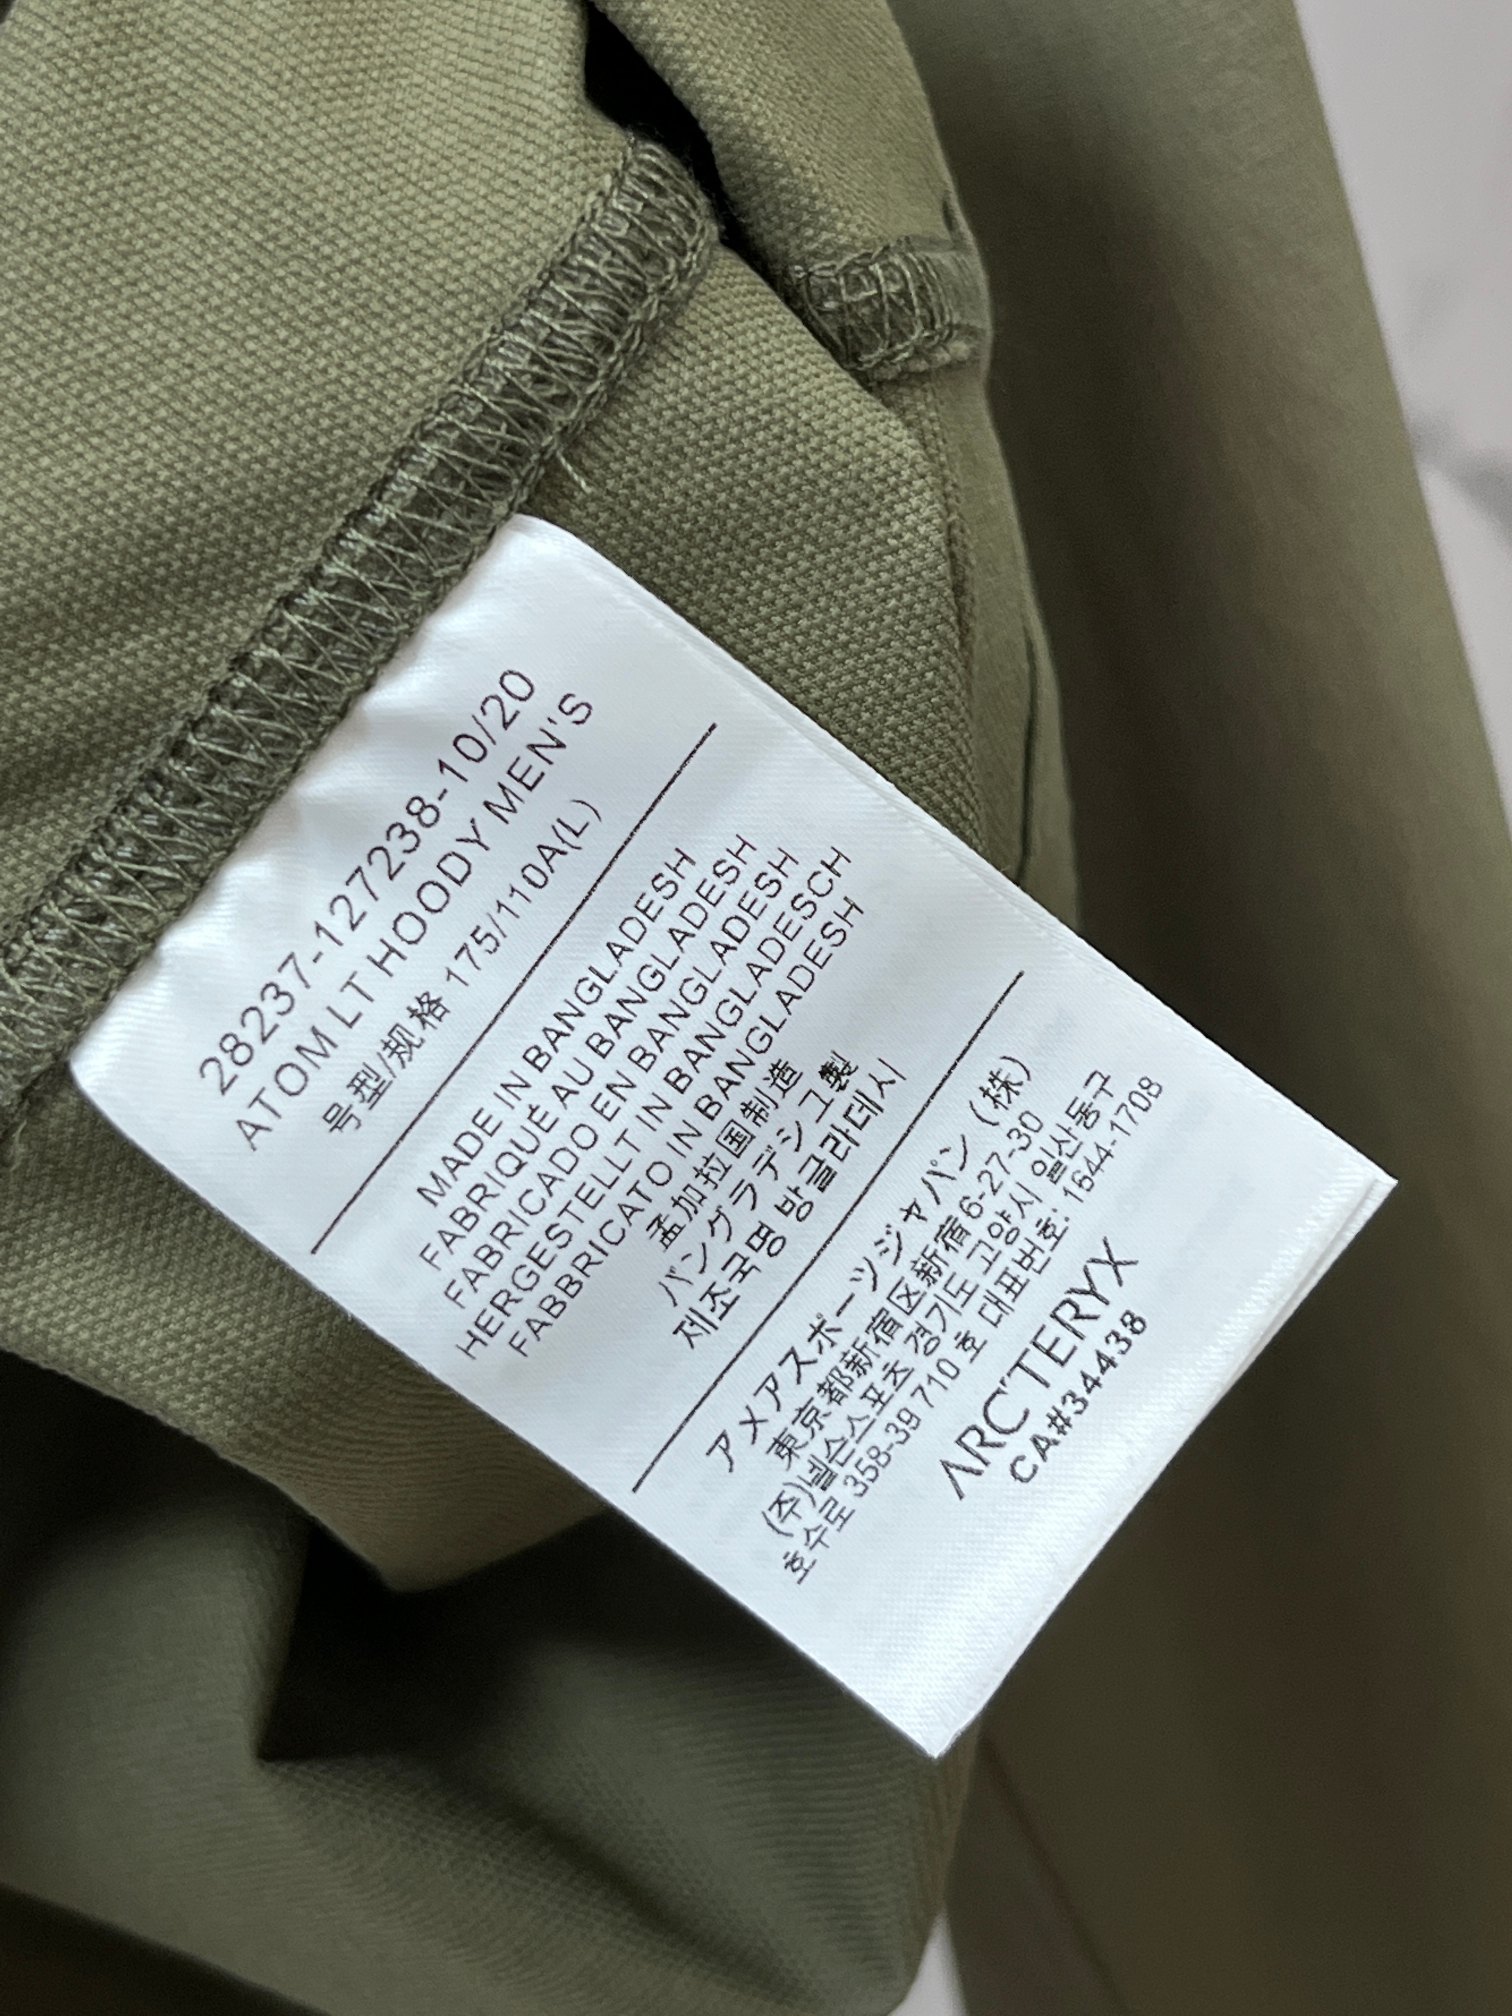 28237-127238-10/20
ATOM LT HOODY MEN'S
号型/规格 175/110A(L)
MADE IN BANGLADESH
FABRIQUÉ AU BANGLADESH
FABRICADO EN BANGLADESH
HERGESTELLT IN BANGLADESCH
FABBRICATO IN BANGLADESH
孟加拉国制造
バングラデシュ製
제조국명 방글라데시
アメアスポーツジャパン (株)
東京都新宿区新宿6-27-30
(주)넬슨스포츠 경기도 고양시 일산동구
호수로 358-39 710 호 대표번호: 1644-1708
ARC'TERYX
CA#34438